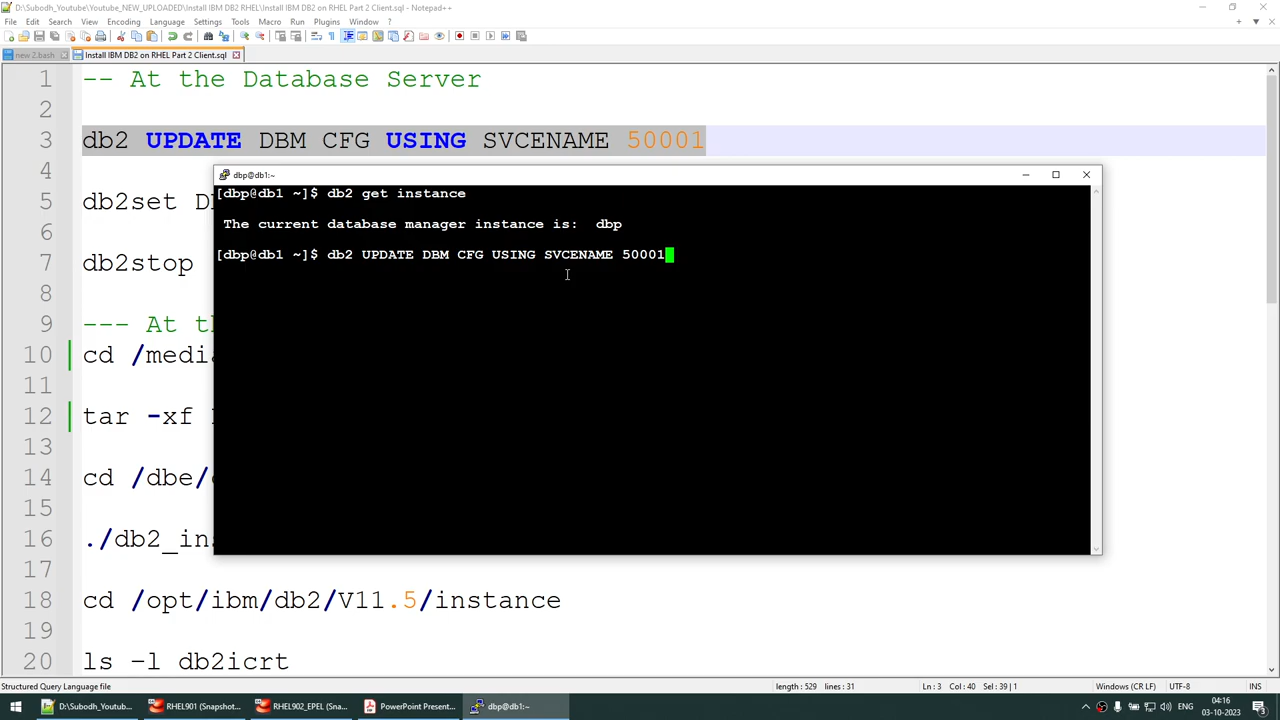 D:\Subodh_Youtube\Youtube_NEW_UPLOADED\Install IBM DB2 RHEL\Install IBM DB2 on RHEL Part 2 Client.sql - Notepad++
File Edit Search View Encoding Language Settings Tools Macro Run Plugins Window ?
new 2.bash
Install IBM DB2 on RHEL Part 2 Client.sql
1 -- At the Database Server
2
3 db2 UPDATE DBM CFG USING SVCENAME 50001
4
5 db2set D
6
7 db2stop
8
9 --- At t
10 cd /media
11
12 tar -xf
13
14 cd /dbe/
15
16 ./db2_ins
17
18 cd /opt/ibm/db2/V11.5/instance
19
20 ls -l db2icrt
dbp@db1:~
[dbp@db1 ~]$ db2 get instance
The current database manager instance is: dbp
[dbp@db1 ~]$ db2 UPDATE DBM CFG USING SVCENAME 50001
Structured Query Language file
length : 529 lines : 31
Ln : 3 Col : 40 Sel : 39 | 1
Windows (CR LF)
UTF-8
INS
D:\Subodh_Youtub...
RHEL901 (Snapshot...
RHEL902_EPEL (Sna...
PowerPoint Present...
dbp@db1:~
04:16
03-10-2023